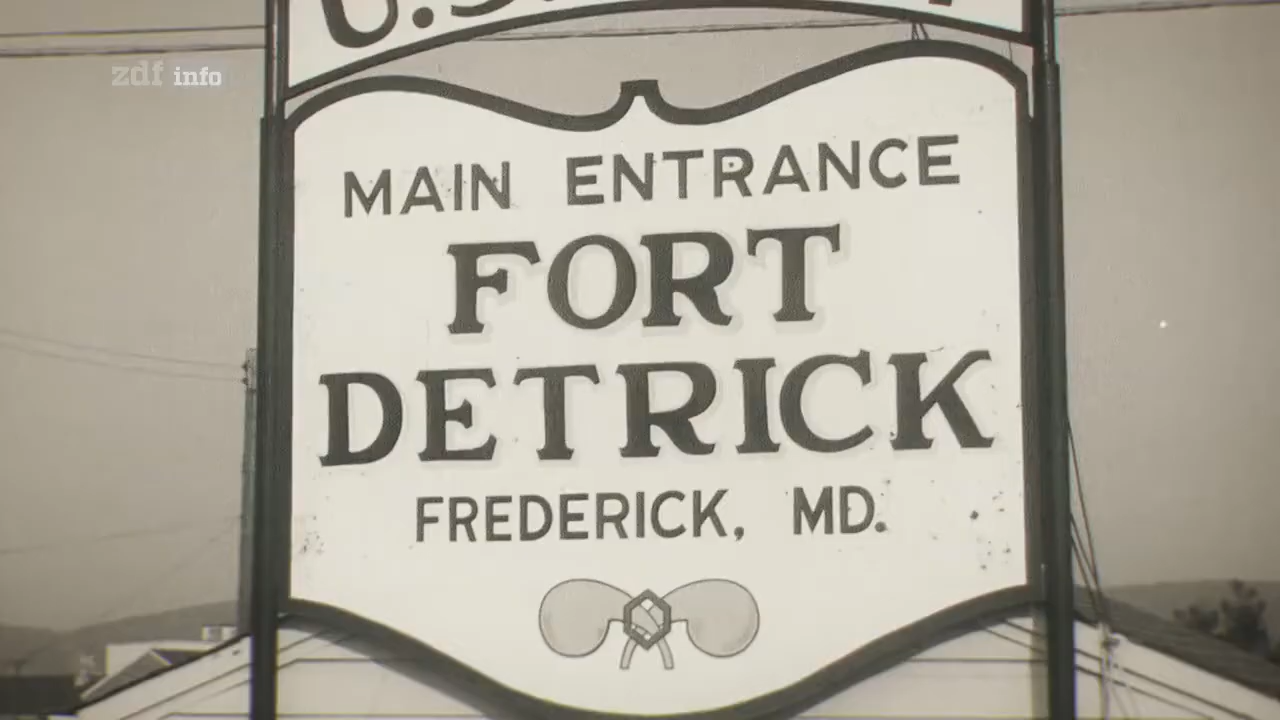 U.S.
zdf info
MAIN ENTRANCE
FORT
DETRICK
FREDERICK, MD.